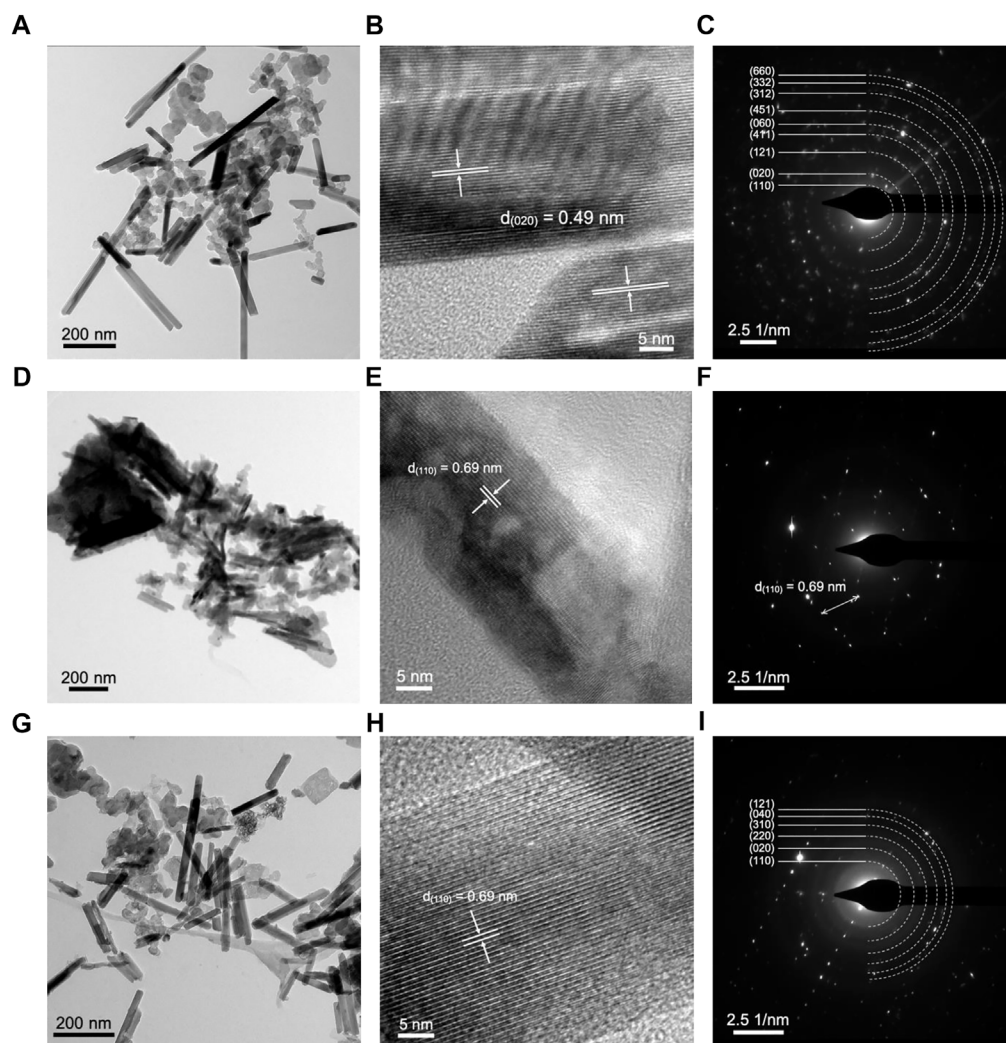 A
B
C
200 nm
d(020) = 0.49 nm
5 nm
(660)
(332)
(312)
(451)
(060)
(411)
(121)
(020)
(110)
2.5 1/nm
D
E
F
200 nm
d(110) = 0.69 nm
5 nm
d(110) = 0.69 nm
2.5 1/nm
G
H
I
200 nm
d(110) = 0.69 nm
5 nm
(121)
(040)
(310)
(220)
(020)
(110)
2.5 1/nm